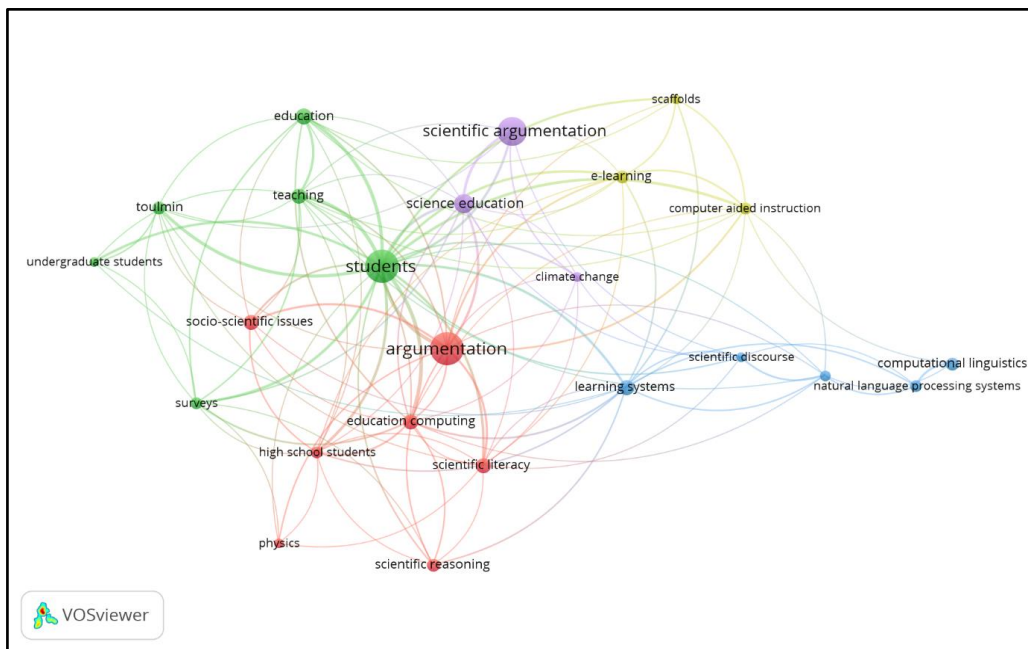 scaffolds
education
scientific argumentation
e-learning
teaching
science education
toulmin
computer aided instruction
undergraduate students
students
climate change
socio-scientific issues
argumentation
scientific discourse
computational linguistics
learning systems
natural language processing systems
surveys
education computing
high school students
scientific literacy
physics
scientific reasoning
VOSviewer